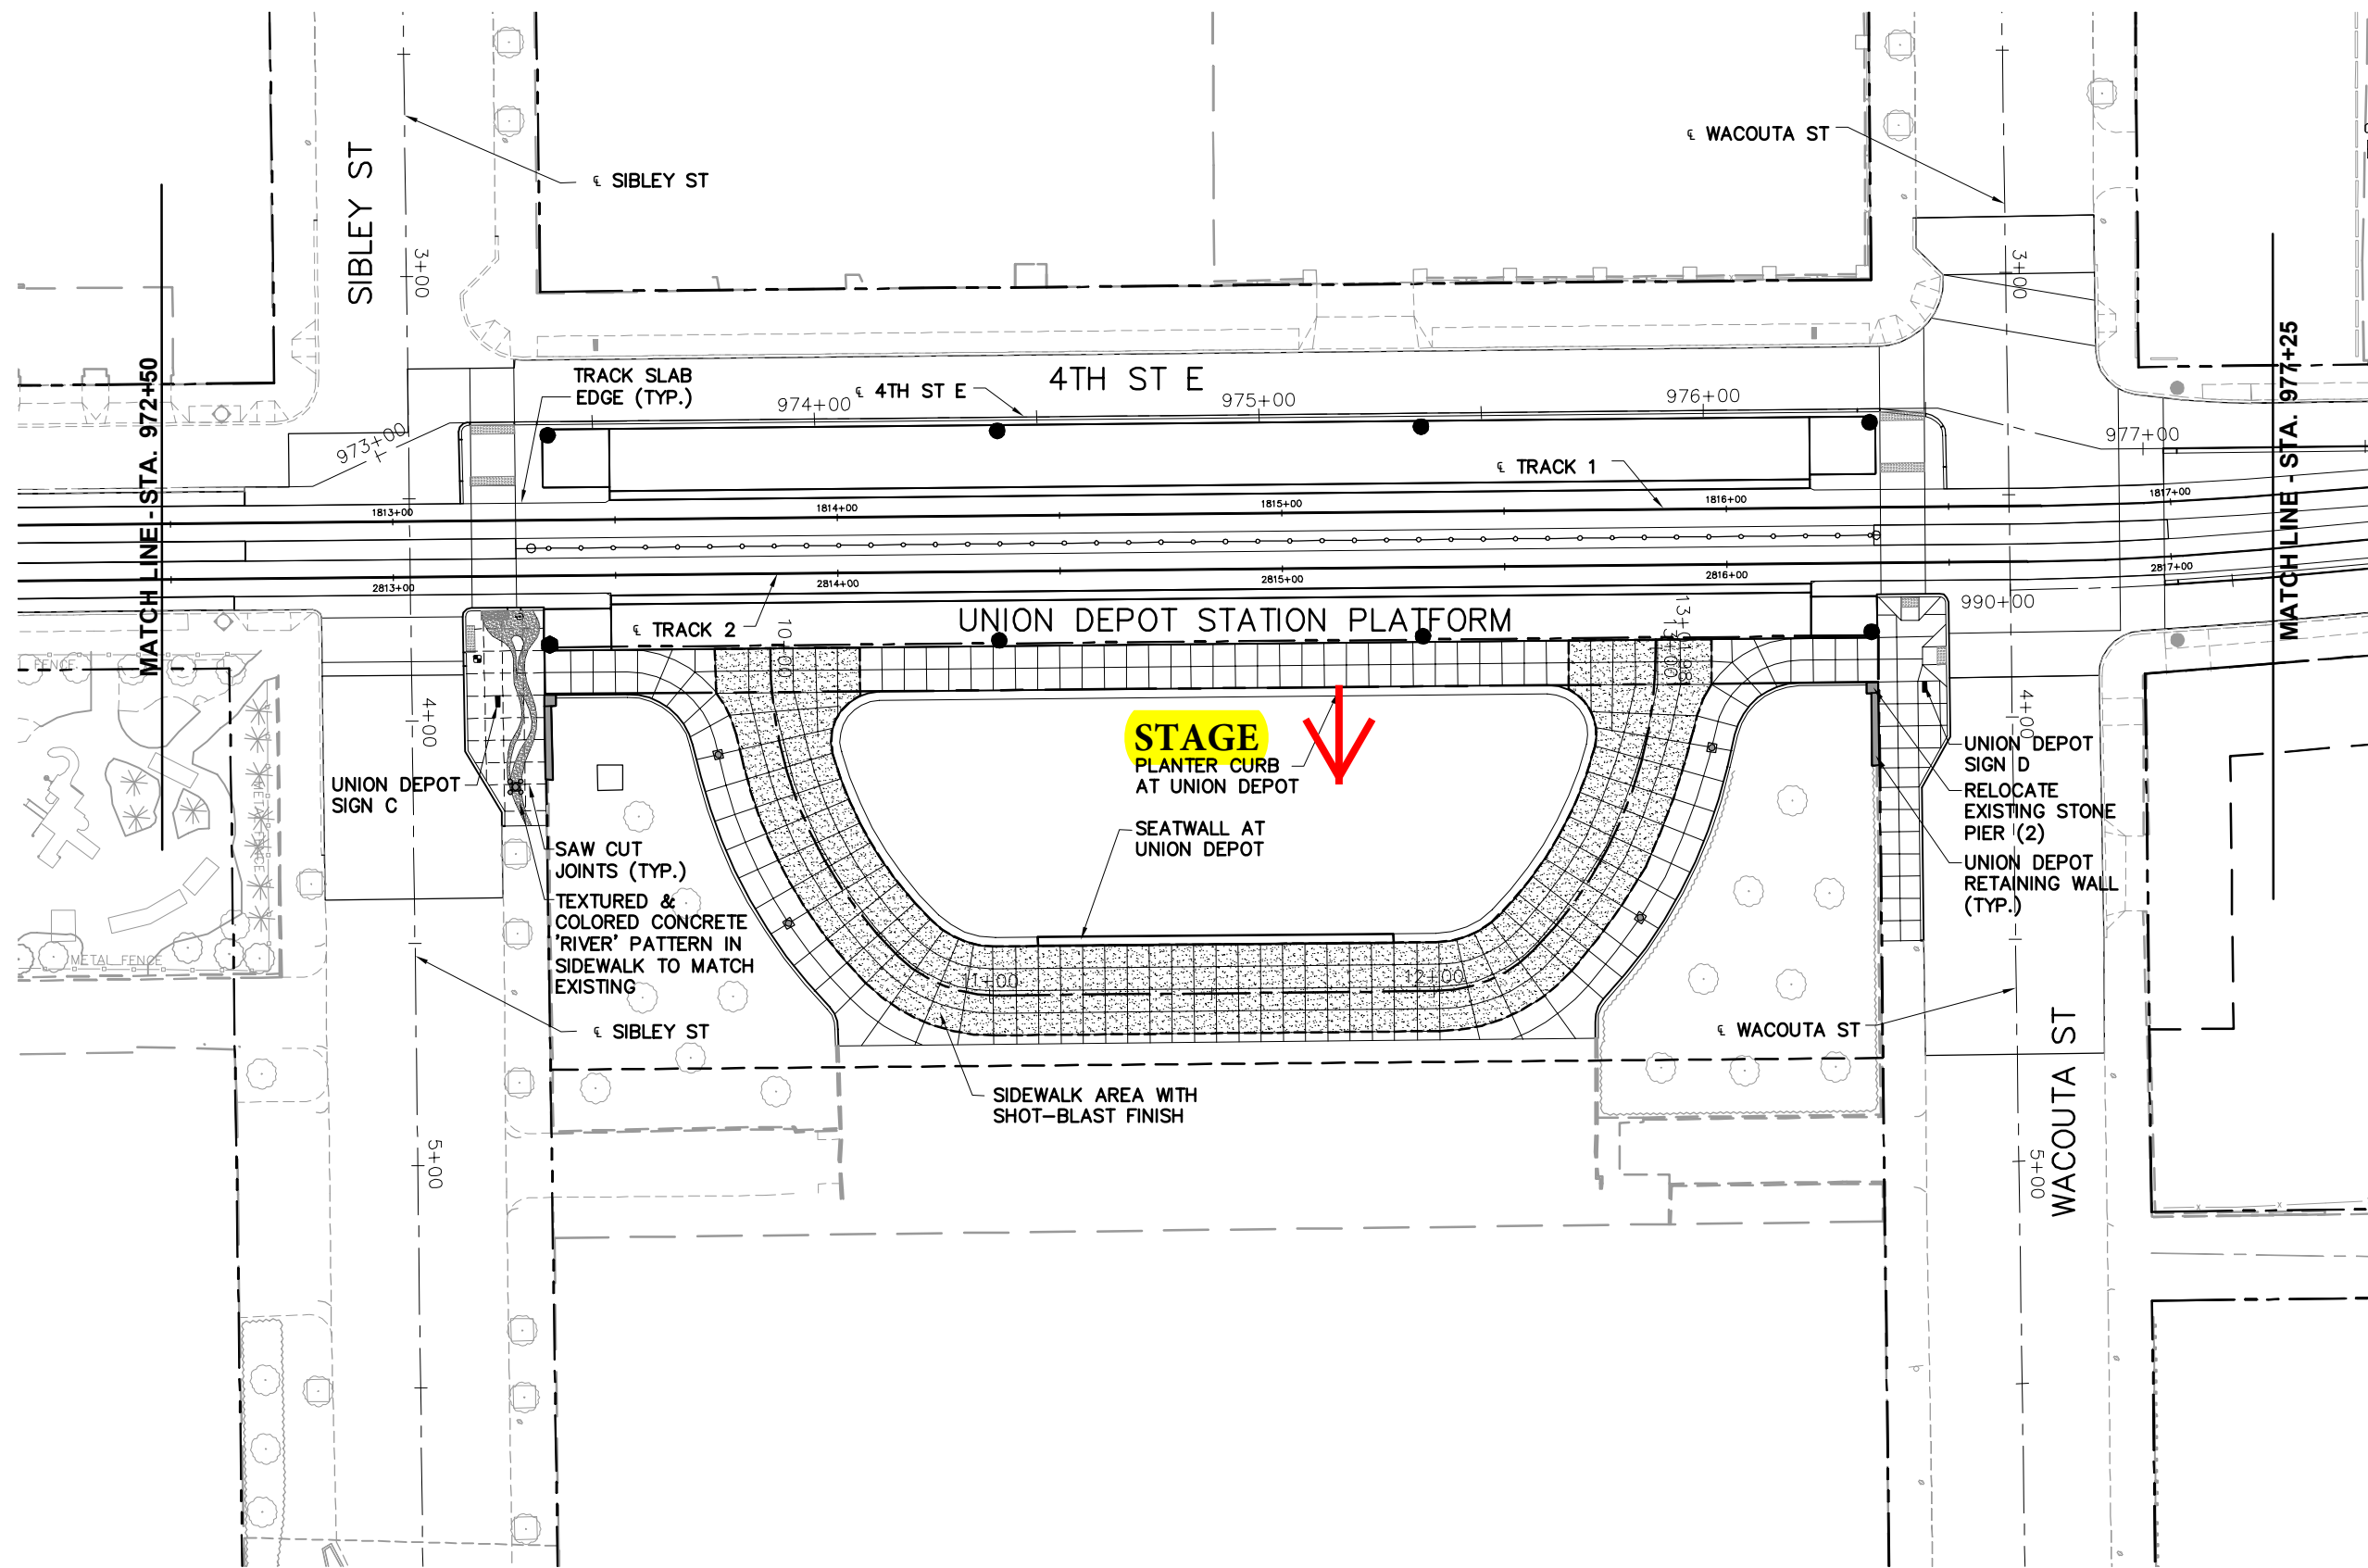 SIBLEY ST
℄ SIBLEY ST
3+00
℄ WACOUTA ST
3+00
MATCH LINE - STA. 972+50
MATCH LINE - STA. 977+25
TRACK SLAB
EDGE (TYP.)
℄ 4TH ST E
4TH ST E
973+00
974+00
975+00
976+00
977+00
℄ TRACK 1
1813+00
1814+00
1815+00
1816+00
1817+00
2813+00
2814+00
2815+00
2816+00
2817+00
990+00
℄ TRACK 2
UNION DEPOT STATION PLATFORM
10+00
13+00
FENCE
METAL FENCE
METAL FENCE
4+00
4+00
STAGE
PLANTER CURB
AT UNION DEPOT
SEATWALL AT
UNION DEPOT
UNION DEPOT
SIGN C
UNION DEPOT
SIGN D
RELOCATE
EXISTING STONE
PIER (2)
UNION DEPOT
RETAINING WALL
(TYP.)
SAW CUT
JOINTS (TYP.)
TEXTURED &
COLORED CONCRETE
'RIVER' PATTERN IN
SIDEWALK TO MATCH
EXISTING
11+00
12+00
℄ SIBLEY ST
℄ WACOUTA ST
SIDEWALK AREA WITH
SHOT-BLAST FINISH
5+00
5+00
WACOUTA ST